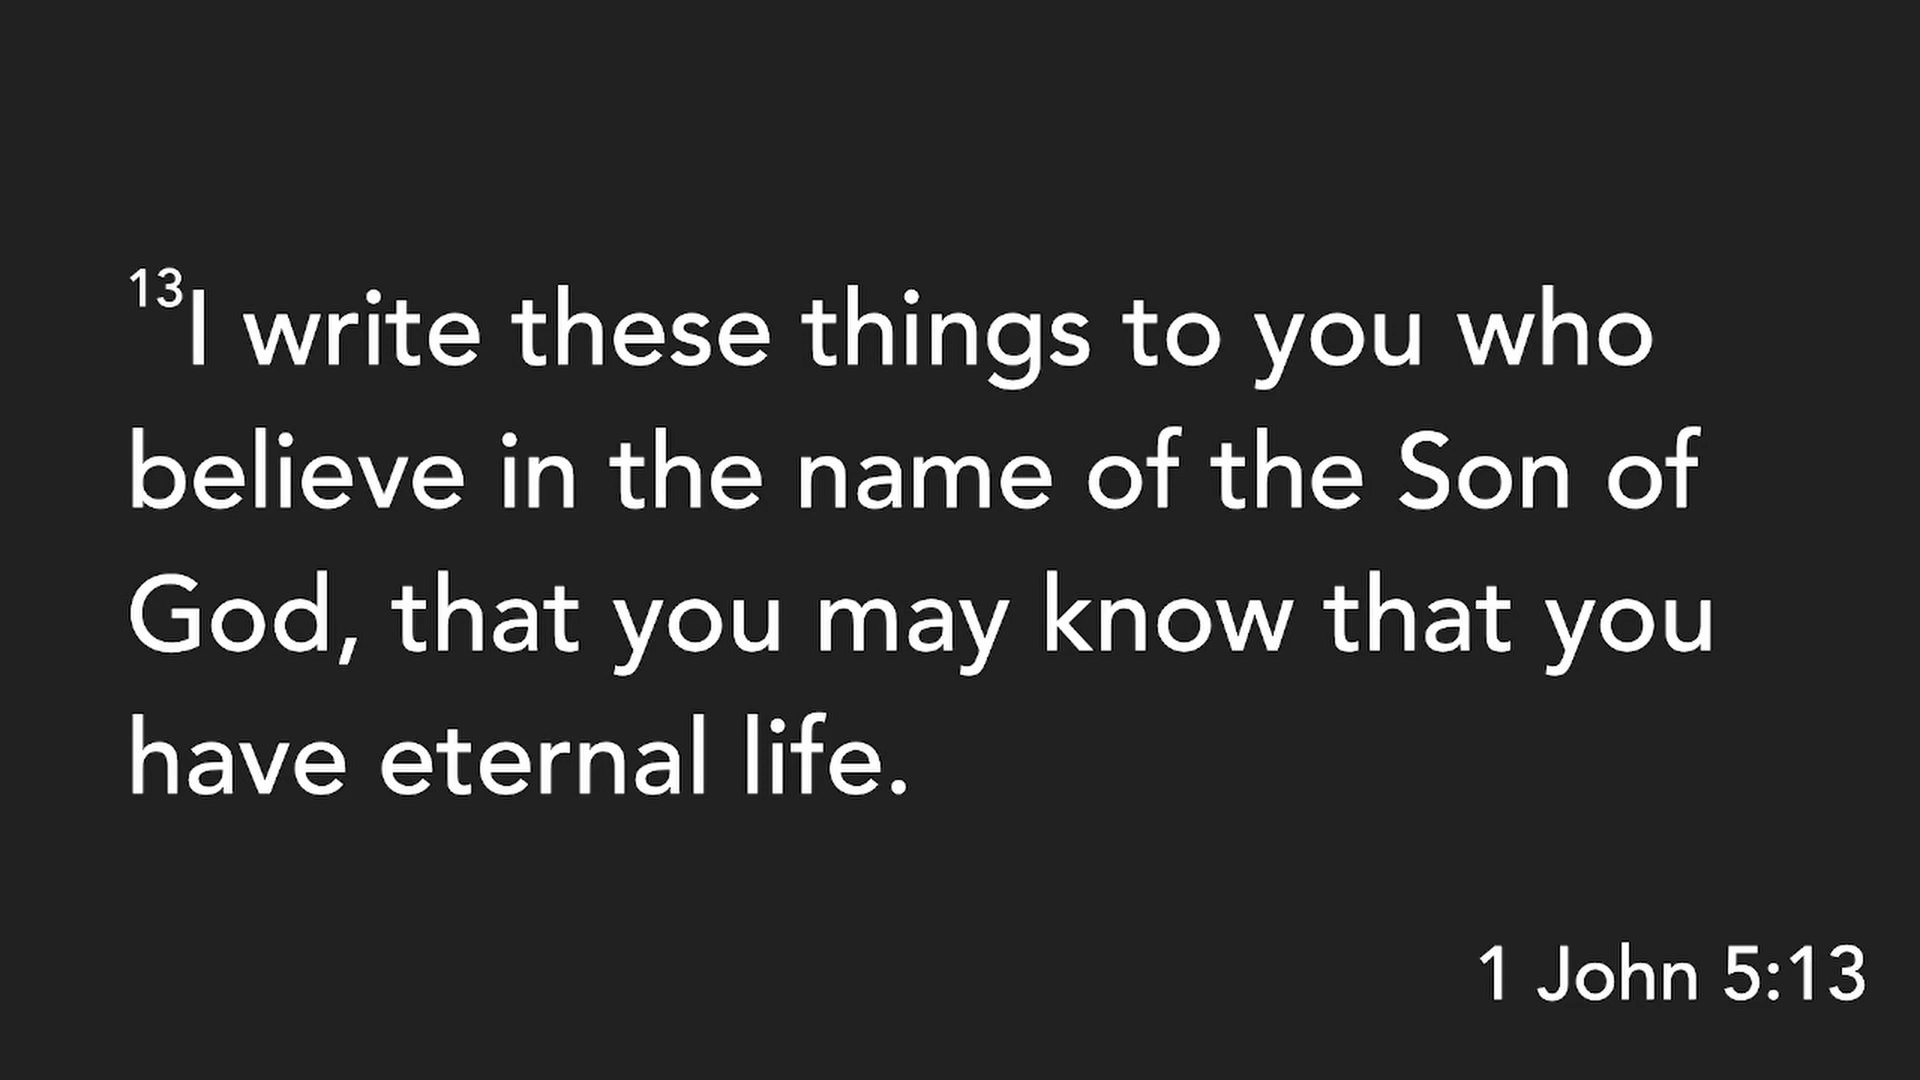 ¹³I write these things to you who
believe in the name of the Son of
God, that you may know that you
have eternal life.
1 John 5:13